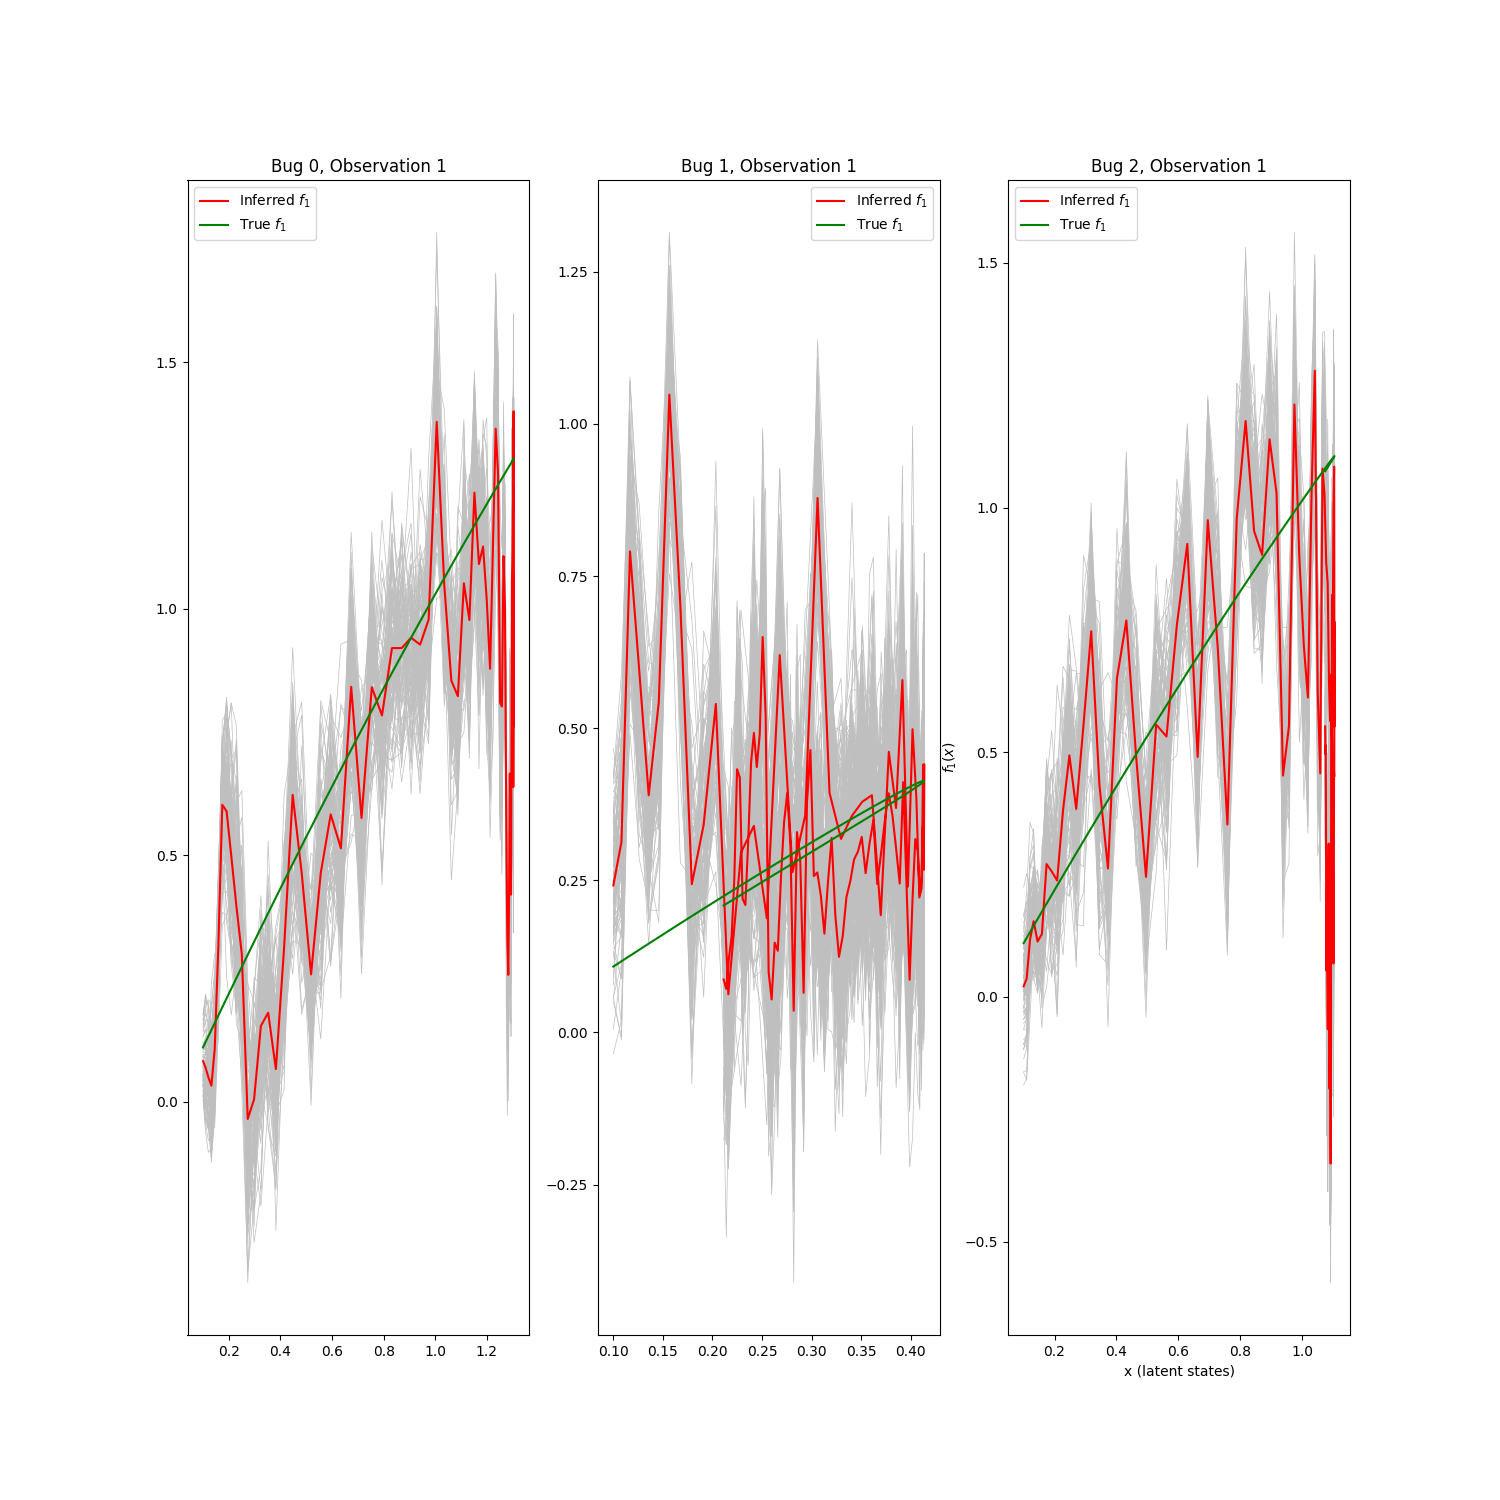 Bug 0, Observation 1
Inferred f₁
True f₁
1.5
1.0
0.5
0.0
0.2 0.4 0.6 0.8 1.0 1.2
Bug 1, Observation 1
Inferred f₁
True f₁
1.25
1.00
0.75
0.50
0.25
0.00
−0.25
0.10 0.15 0.20 0.25 0.30 0.35 0.40
Bug 2, Observation 1
Inferred f₁
True f₁
f₁(x)
1.5
1.0
0.5
0.0
−0.5
0.2 0.4 0.6 0.8 1.0
x (latent states)